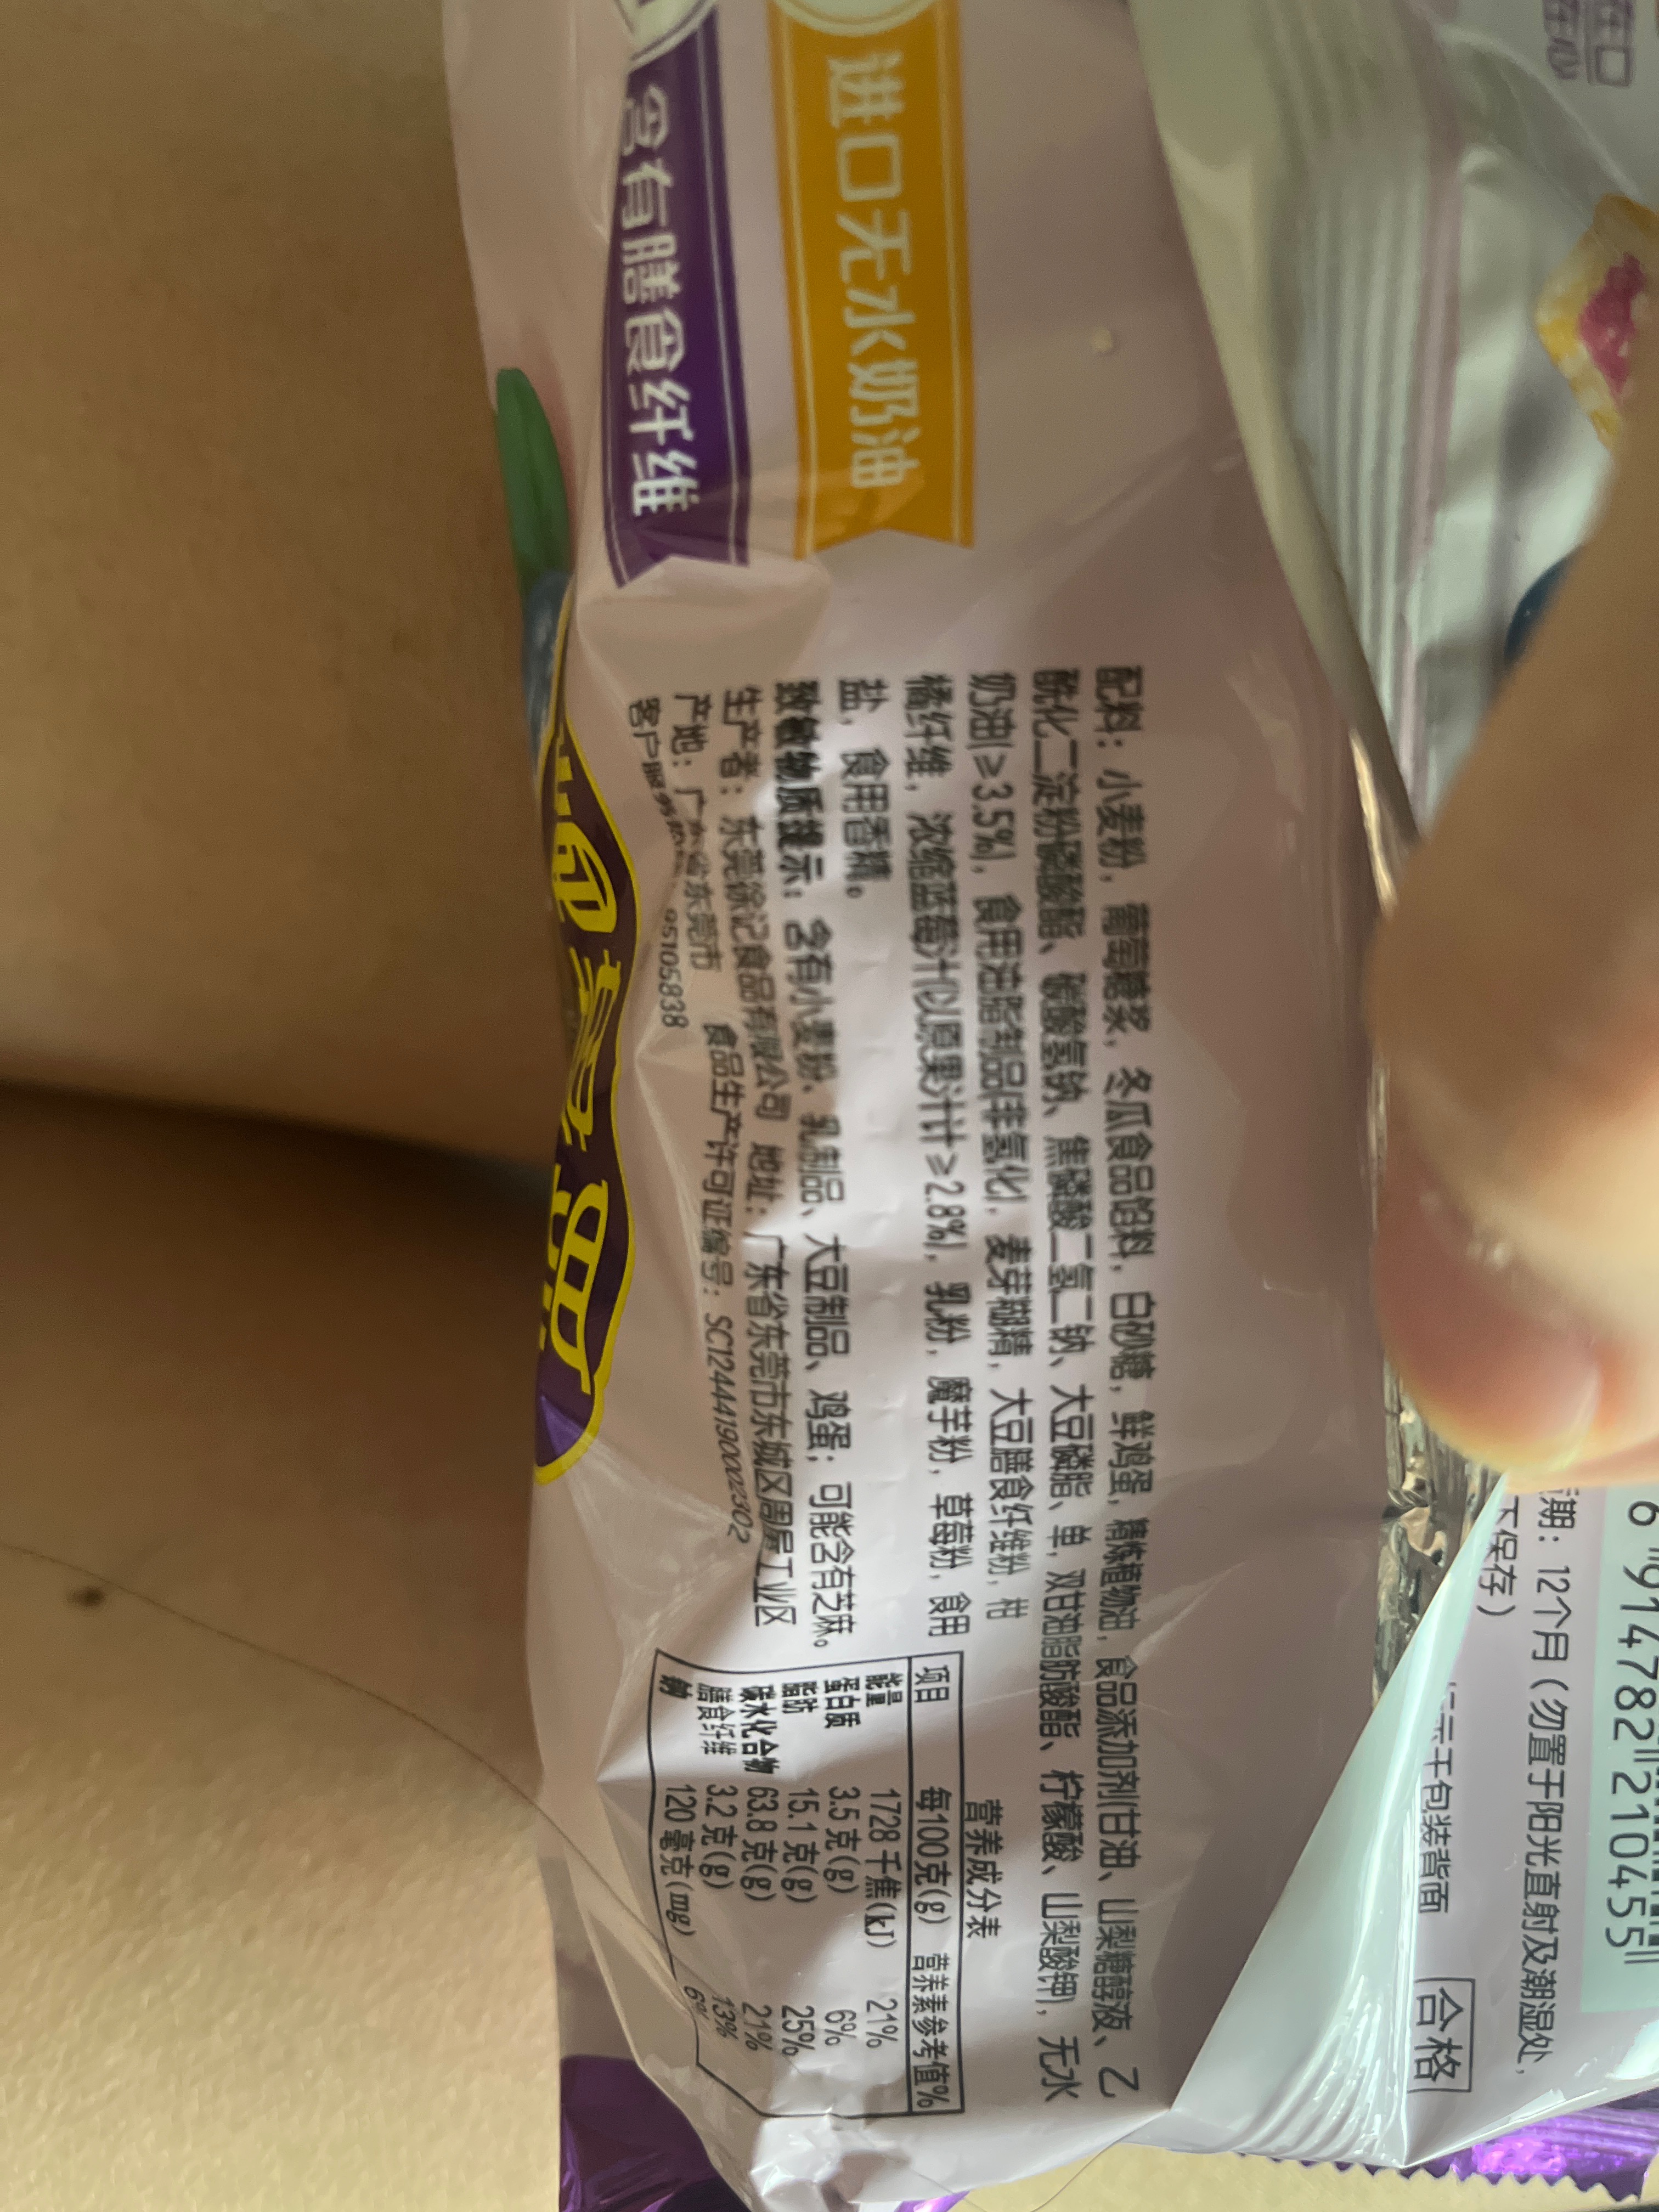 在口
在心
进口无水奶油
含有膳食纤维
配料：小麦粉，葡萄糖浆，冬瓜食品馅料，白砂糖，鲜鸡蛋，精炼植物油，食品添加剂(甘油、山梨糖醇液、乙
酰化二淀粉磷酸酯、碳酸氢钠、焦磷酸二氢二钠、大豆磷脂、单，双甘油脂肪酸酯、柠檬酸、山梨酸钾)，无水
奶油(≥3.5%)，食用油脂制品(非氢化)，麦芽糊精，大豆膳食纤维粉，柑
橘纤维，浓缩蓝莓汁(以原果汁计≥2.8%)，乳粉，魔芋粉，草莓粉，食用
盐，食用香精。
致敏物质提示：含有小麦粉、乳制品、大豆制品、鸡蛋；可能含有芝麻。
生产者：东莞徐记食品有限公司 地址：广东省东莞市东城区周屋工业区
产地：广东省东莞市 食品生产许可证编号：SC12444190002302
客户服务 95105838
营养成分表
项目 每100克(g) 营养素参考值%
能量 1728千焦(kJ) 21%
蛋白质 3.5克(g) 6%
脂肪 15.1克(g) 25%
碳水化合物 63.8克(g) 21%
膳食纤维 3.2克(g) 13%
钠 120毫克(mg) 6%
6 914782 210455
期：12个月（勿置于阳光直射及潮湿处，
保存）
示于包装背面 合格